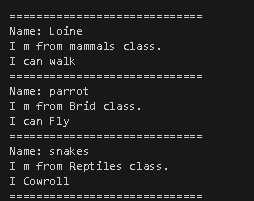 ============================
Name: Loine
I m from mammals class.
I can walk
============================
Name: parrot
I m from Brid class.
I can Fly
============================
Name: snakes
I m from Reptiles class.
I Cowroll
============================